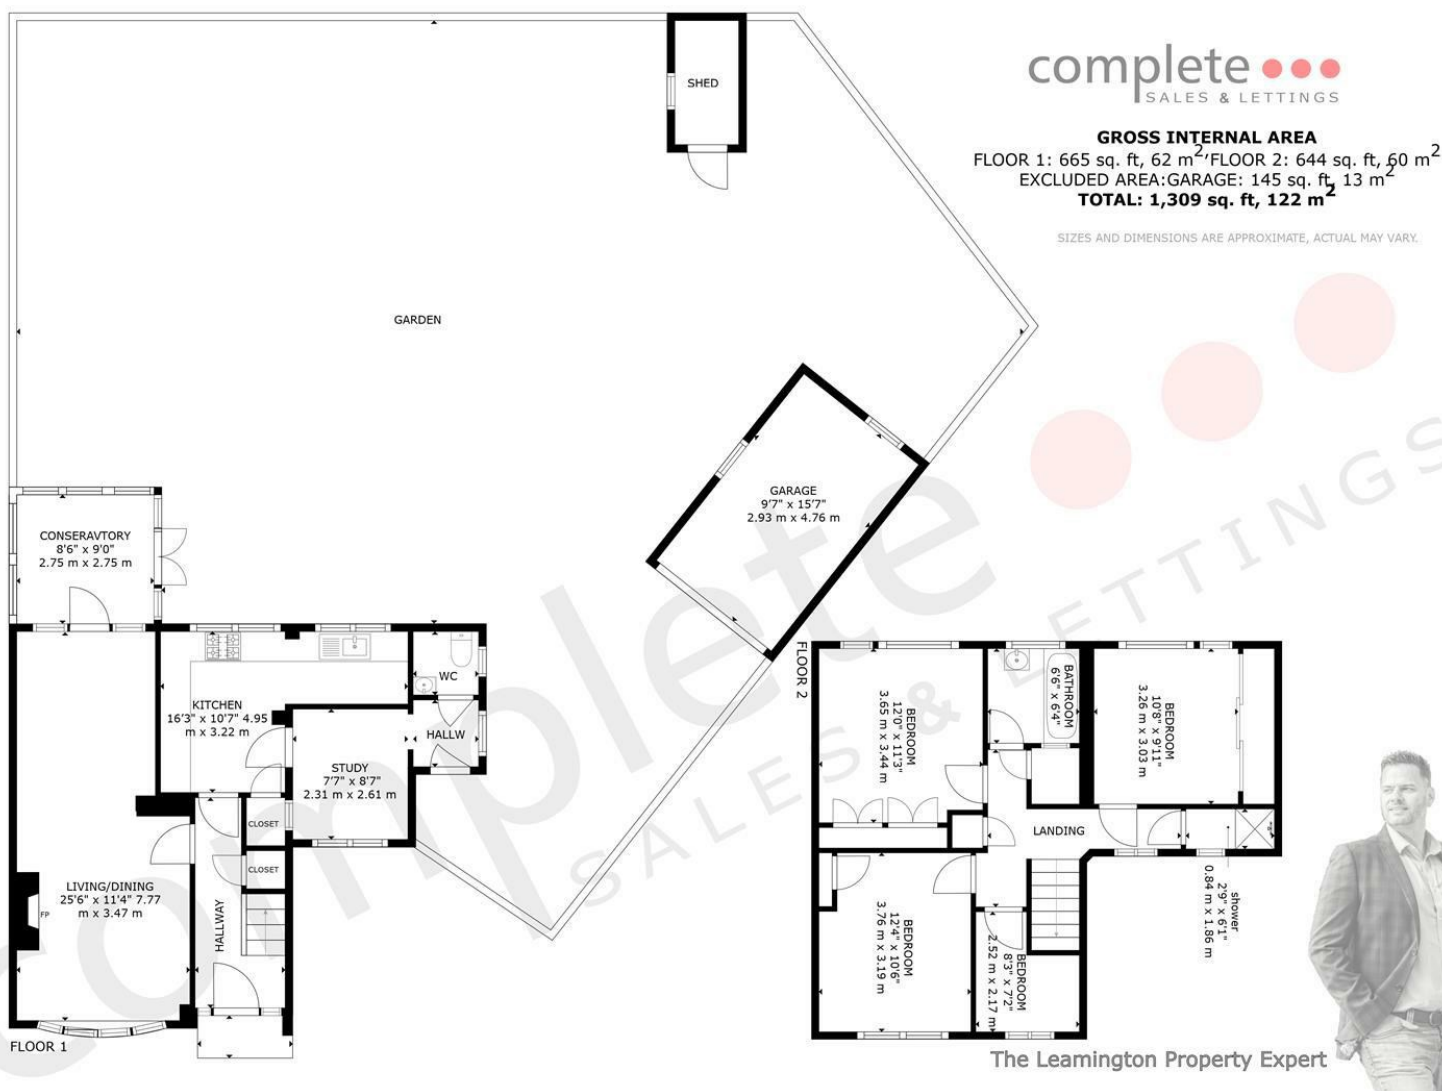 complete
SALES & LETTINGS
GROSS INTERNAL AREA
FLOOR 1: 665 sq. ft, 62 m², FLOOR 2: 644 sq. ft, 60 m²
EXCLUDED AREA:GARAGE: 145 sq. ft, 13 m²
TOTAL: 1,309 sq. ft, 122 m²
SIZES AND DIMENSIONS ARE APPROXIMATE, ACTUAL MAY VARY.
SHED
GARDEN
GARAGE
9'7" x 15'7"
2.93 m x 4.76 m
CONSERAVTORY
8'6" x 9'0"
2.75 m x 2.75 m
KITCHEN
16'3" x 10'7" 4.95
m x 3.22 m
WC
HALLW
STUDY
7'7" x 8'7"
2.31 m x 2.61 m
CLOSET
CLOSET
LIVING/DINING
25'6" x 11'4" 7.77
m x 3.47 m
FP
HALLWAY
FLOOR 1
FLOOR 2
BEDROOM
12'0" x 11'3"
3.65 m x 3.44 m
BATHROOM
6'6" x 6'4"
BEDROOM
10'8" x 9'11"
3.26 m x 3.03 m
LANDING
shower
2'9" x 6'1"
0.84 m x 1.86 m
BEDROOM
12'4" x 10'6"
3.76 m x 3.19 m
BEDROOM
8'3" x 7'2"
2.52 m x 2.17 m
The Leamington Property Expert
complete
SALES & LETTINGS